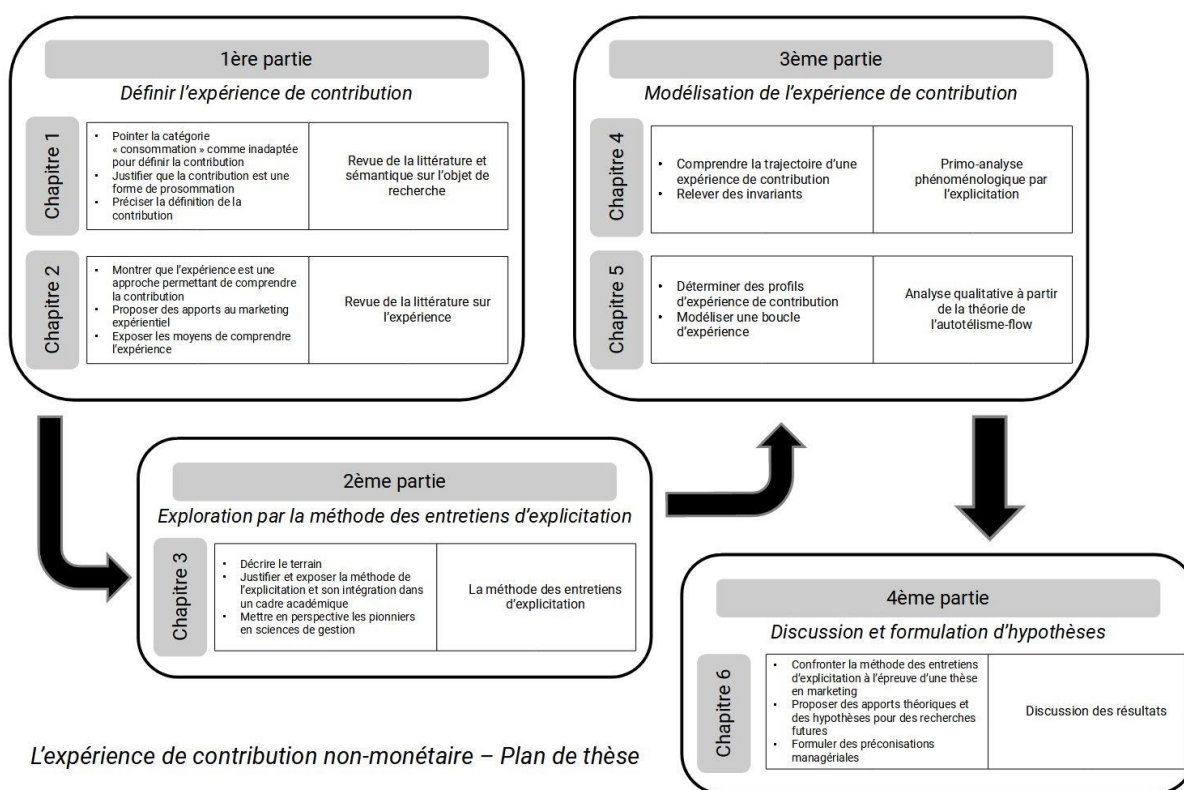 1ère partie
Définir l'expérience de contribution
Chapitre 1
▪ Pointer la catégorie
« consommation » comme inadaptée
pour définir la contribution
▪ Justifier que la contribution est une
forme de prosommation
▪ Préciser la définition de la
contribution
Revue de la littérature et
sémantique sur l'objet de
recherche
Chapitre 2
▪ Montrer que l'expérience est une
approche permettant de comprendre
la contribution
▪ Proposer des apports au marketing
expérientiel
▪ Exposer les moyens de comprendre
l'expérience
Revue de la littérature sur
l'expérience
2ème partie
Exploration par la méthode des entretiens d'explicitation
Chapitre 3
▪ Décrire le terrain
▪ Justifier et exposer la méthode de
l'explicitation et son intégration dans
un cadre académique
▪ Mettre en perspective les pionniers
en sciences de gestion
La méthode des entretiens
d'explicitation
3ème partie
Modélisation de l'expérience de contribution
Chapitre 4
• Comprendre la trajectoire d'une
expérience de contribution
• Relever des invariants
Primo-analyse
phénoménologique par
l'explicitation
Chapitre 5
• Déterminer des profils
d'expérience de contribution
• Modéliser une boucle
d'expérience
Analyse qualitative à partir
de la théorie de
l'autotélisme-flow
4ème partie
Discussion et formulation d'hypothèses
Chapitre 6
▪ Confronter la méthode des entretiens
d'explicitation à l'épreuve d'une thèse
en marketing
▪ Proposer des apports théoriques et
des hypothèses pour des recherches
futures
▪ Formuler des préconisations
managériales
Discussion des résultats
L'expérience de contribution non-monétaire – Plan de thèse